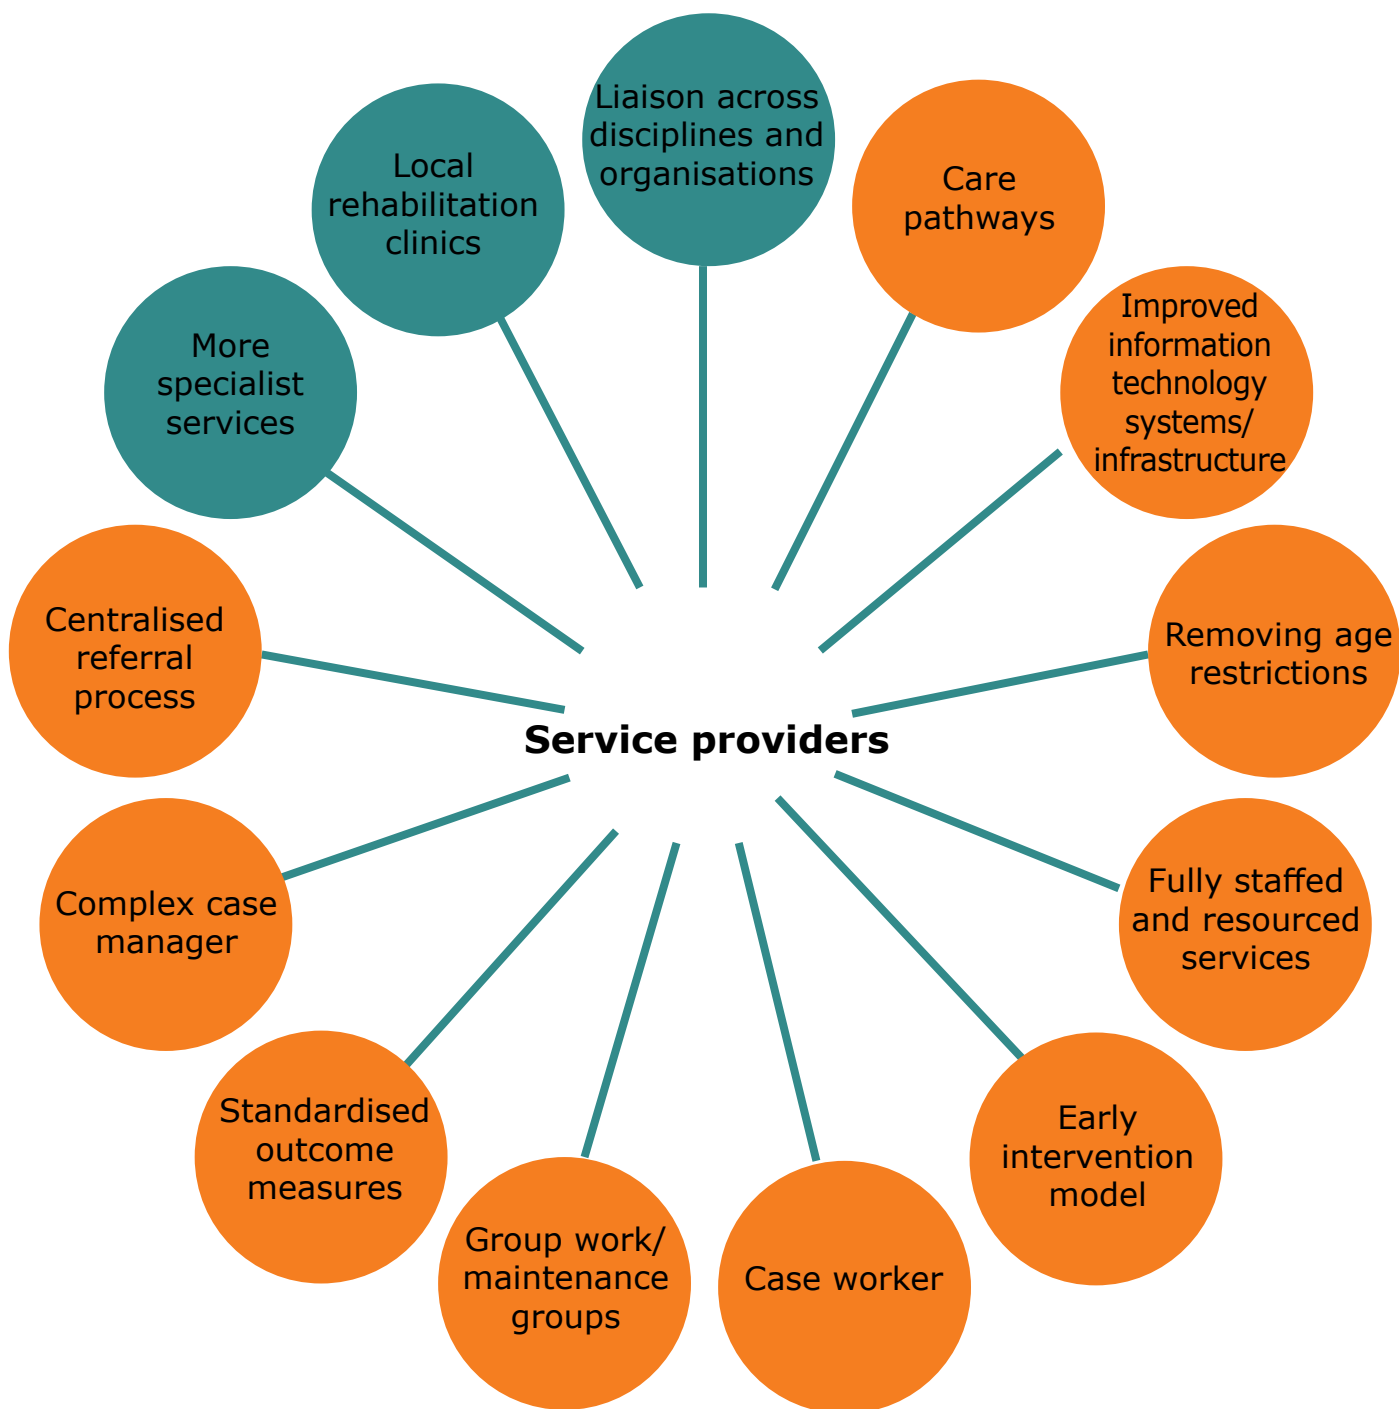 Liaison across
disciplines and
organisations
Care
pathways
Improved
information
technology
systems/
infrastructure
Removing age
restrictions
Fully staffed
and resourced
services
Early
intervention
model
Case worker
Group work/
maintenance
groups
Standardised
outcome
measures
Complex case
manager
Centralised
referral
process
More
specialist
services
Local
rehabilitation
clinics
Service providers